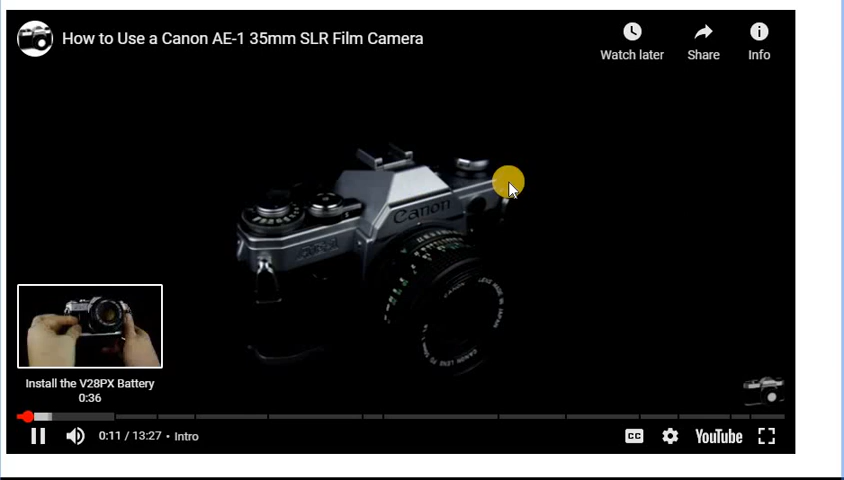 How to Use a Canon AE-1 35mm SLR Film Camera
Watch later
Share
Info
Canon
Install the V28PX Battery
0:36
0:11 / 13:27 • Intro
CC
YouTube